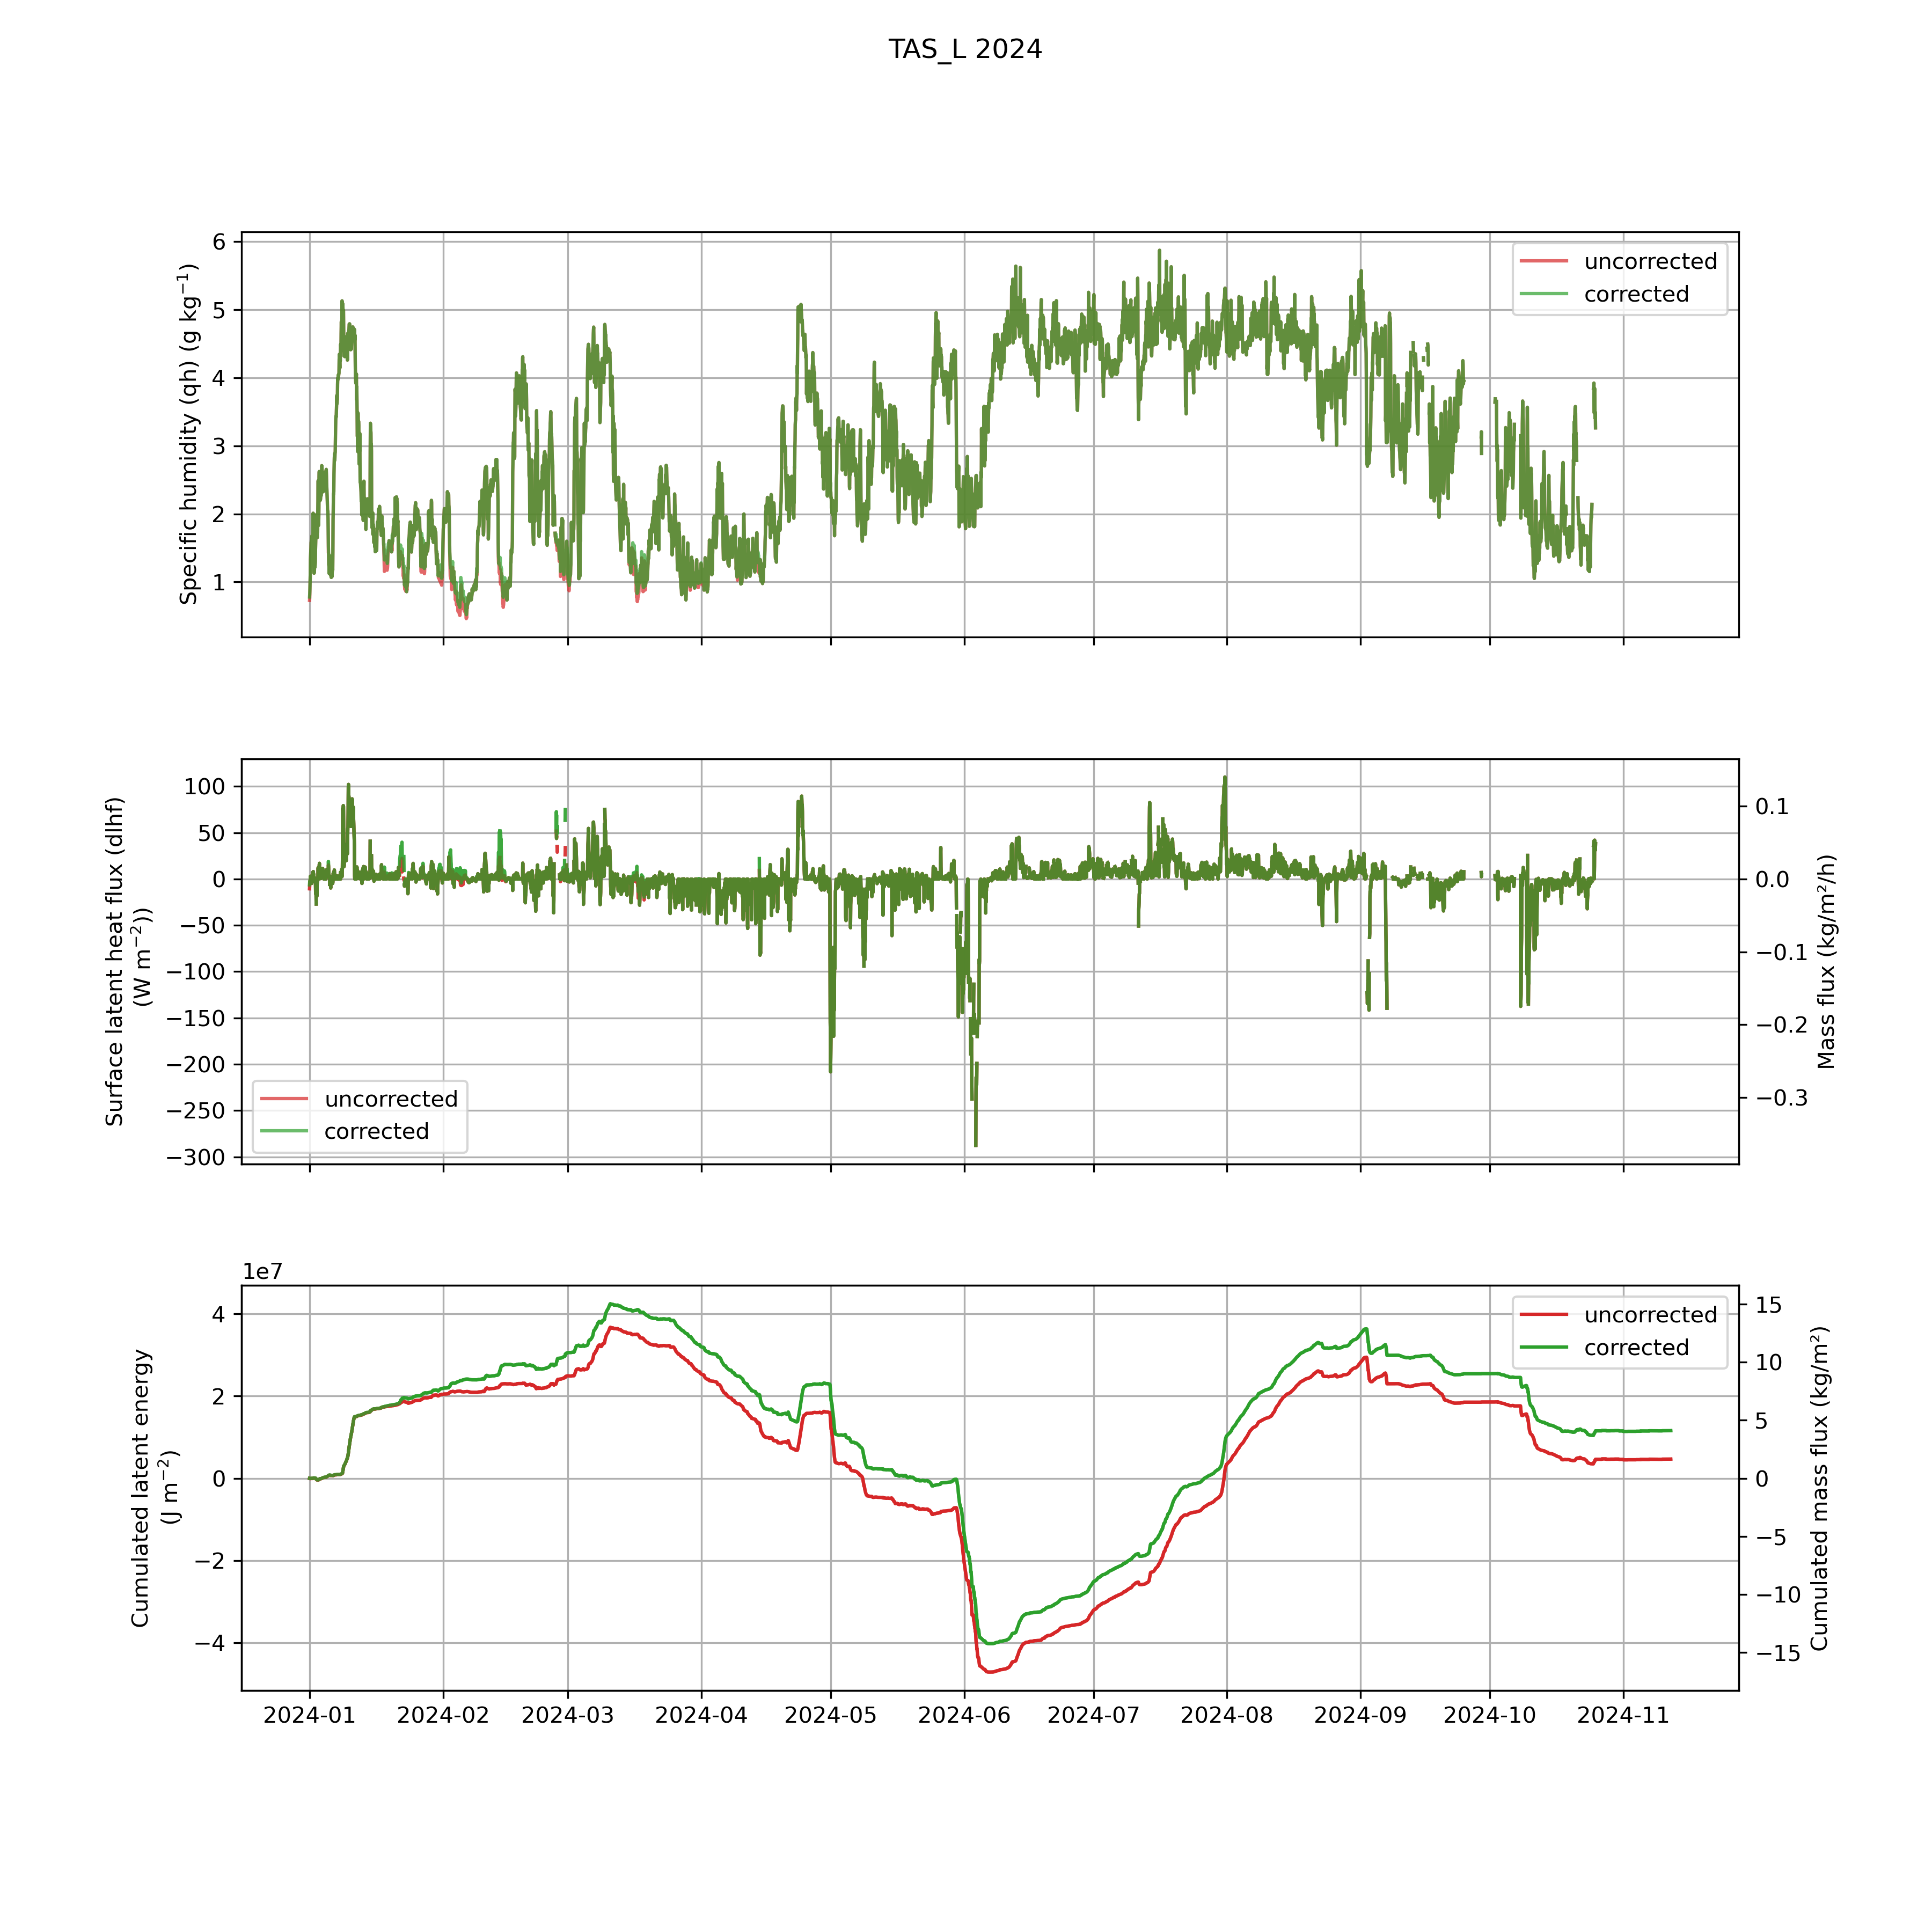 TAS_L 2024
Specific humidity (qh) (g kg⁻¹)
6
5
4
3
2
1
uncorrected
corrected
Surface latent heat flux (dlhf)
(W m⁻²))
100
50
0
−50
−100
−150
−200
−250
−300
uncorrected
corrected
0.1
0.0
−0.1
−0.2
−0.3
Mass flux (kg/m²/h)
1e7
Cumulated latent energy
(J m⁻²)
4
2
0
−2
−4
uncorrected
corrected
15
10
5
0
−5
−10
−15
Cumulated mass flux (kg/m²)
2024-01 2024-02 2024-03 2024-04 2024-05 2024-06 2024-07 2024-08 2024-09 2024-10 2024-11